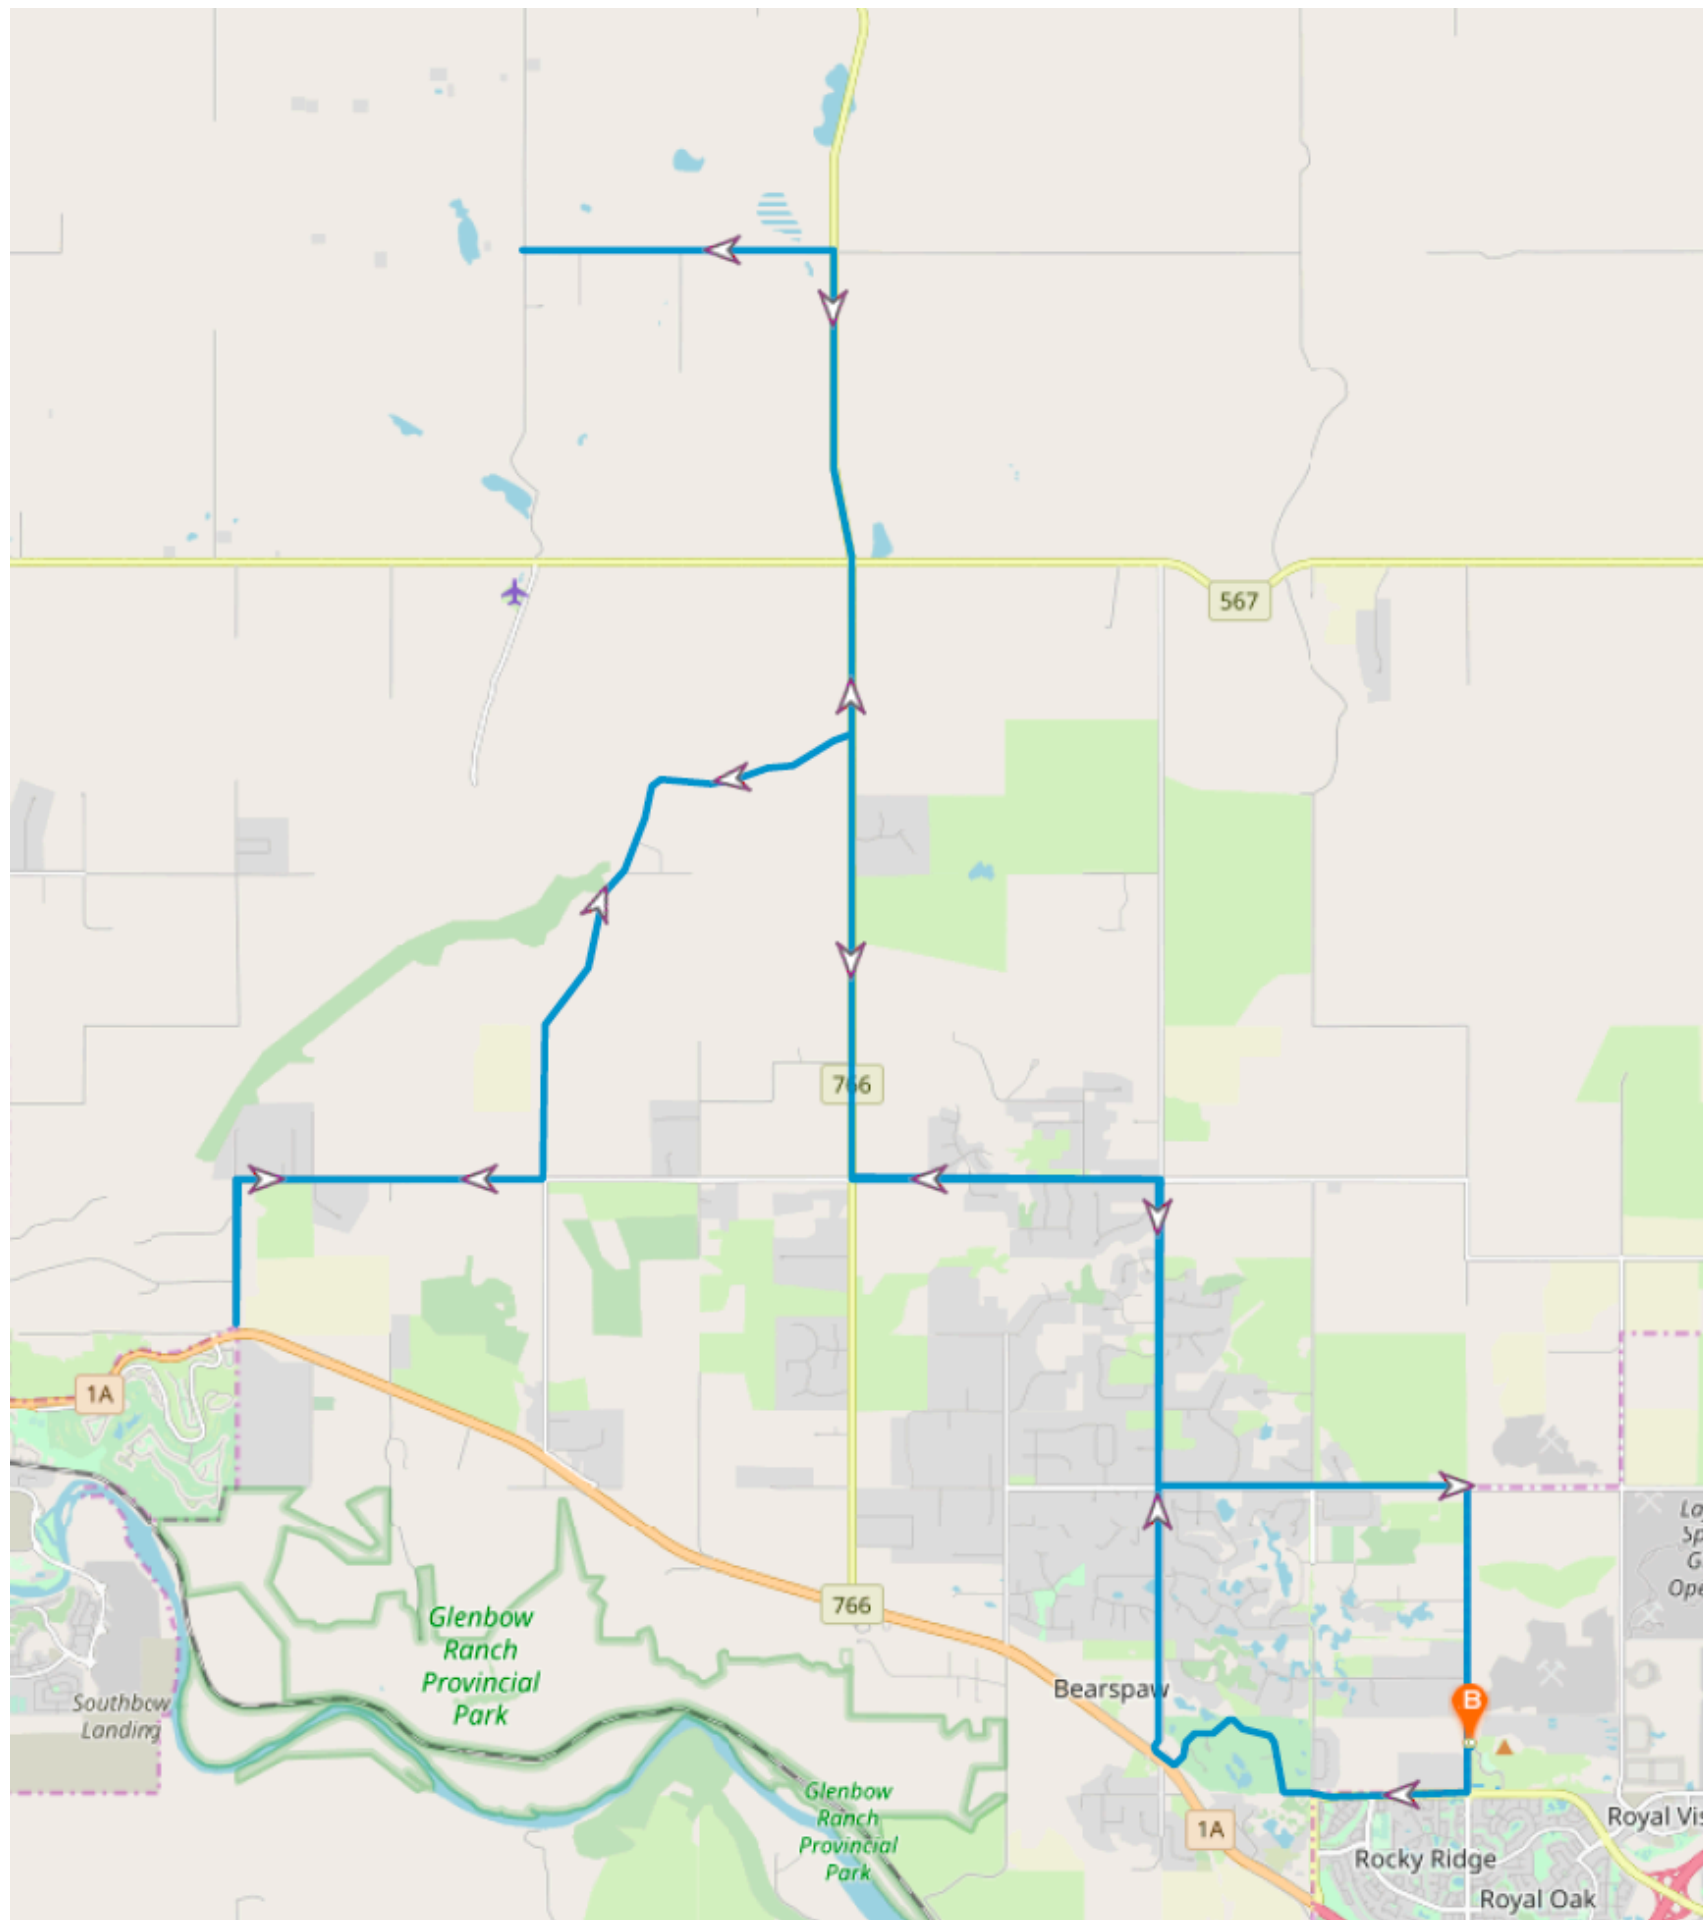 567
766
1A
766
Glenbow
Ranch
Provincial
Park
Bearspaw
B
Southbow
Landing
Glenbow
Ranch
Provincial
Park
1A
Rocky Ridge
Royal Oak
Royal